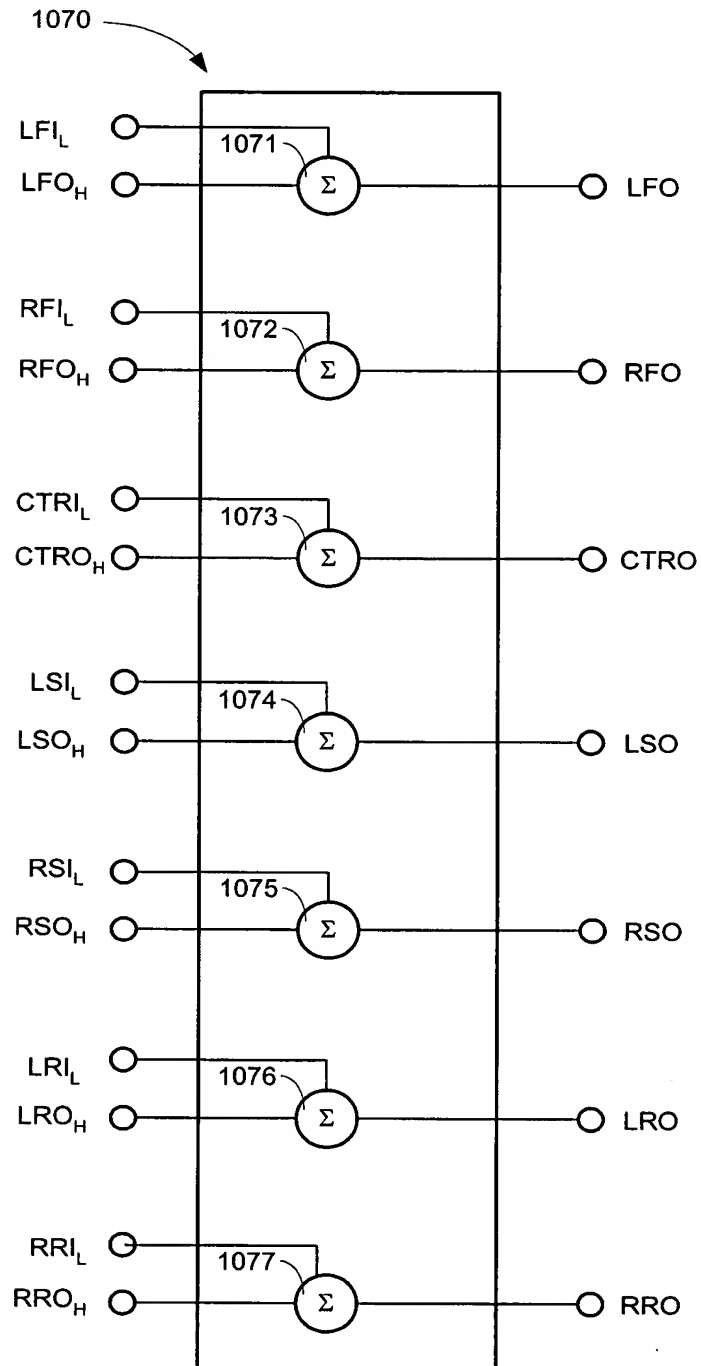 1070
LFI_L
1071
LFO_H
Σ
LFO
RFI_L
1072
RFO_H
Σ
RFO
CTRI_L
1073
CTRO_H
Σ
CTRO
LSI_L
1074
LSO_H
Σ
LSO
RSI_L
1075
RSO_H
Σ
RSO
LRI_L
1076
LRO_H
Σ
LRO
RRI_L
1077
RRO_H
Σ
RRO